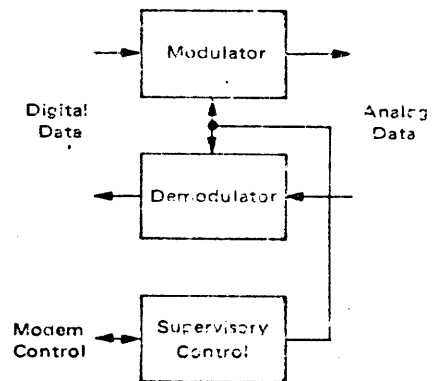 Modulator
Digital
Data
Analog
Data
Demodulator
Modem
Control
Supervisory
Control